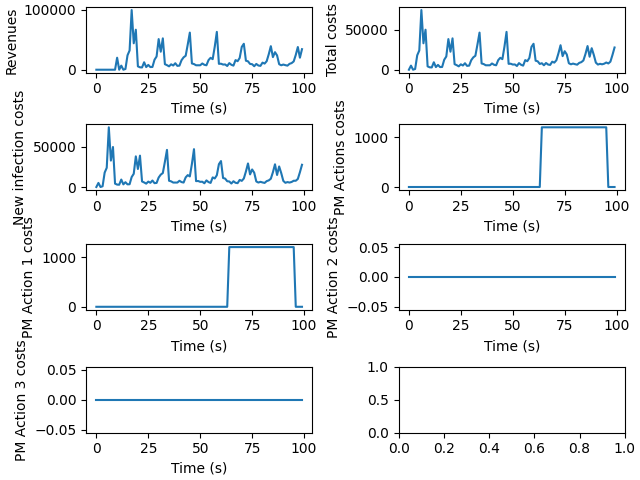 Revenues
100000
0
0 25 50 75 100
Time (s)
Total costs
50000
0
0 25 50 75 100
Time (s)
New infection costs
50000
0
0 25 50 75 100
Time (s)
PM Actions costs
1000
0
0 25 50 75 100
Time (s)
PM Action 1 costs
1000
0
0 25 50 75 100
Time (s)
PM Action 2 costs
0.05
0.00
−0.05
0 25 50 75 100
Time (s)
PM Action 3 costs
0.05
0.00
−0.05
0 25 50 75 100
Time (s)
1.0
0.5
0.0
0.0 0.2 0.4 0.6 0.8 1.0